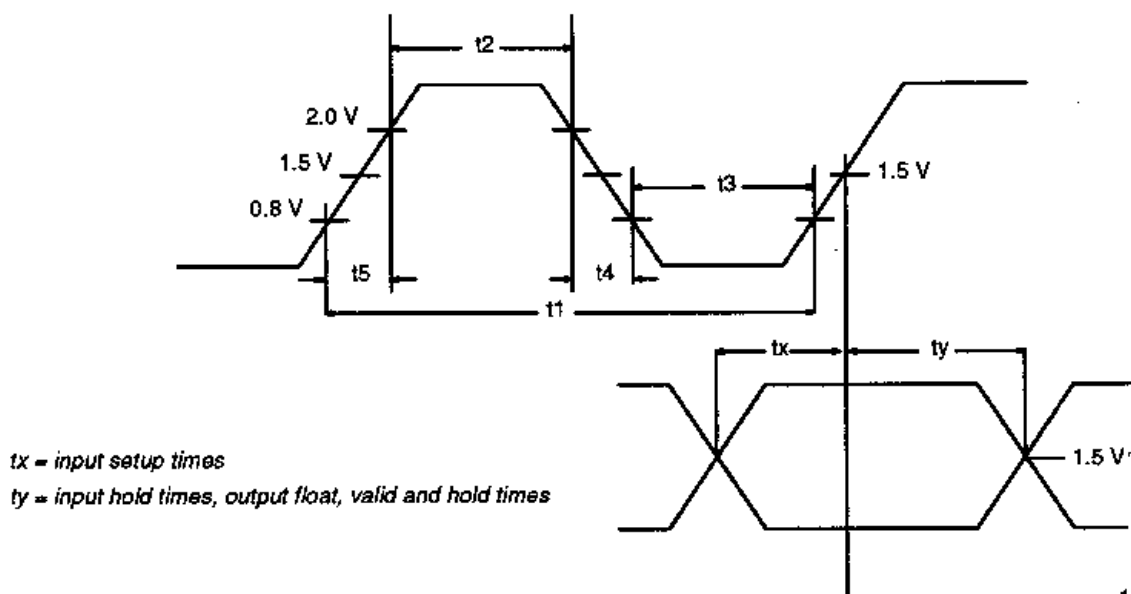 t2
2.0 V
1.5 V
0.8 V
t3
1.5 V
t5
t4
t1
tx
ty
1.5 V
tx = input setup times
ty = input hold times, output float, valid and hold times